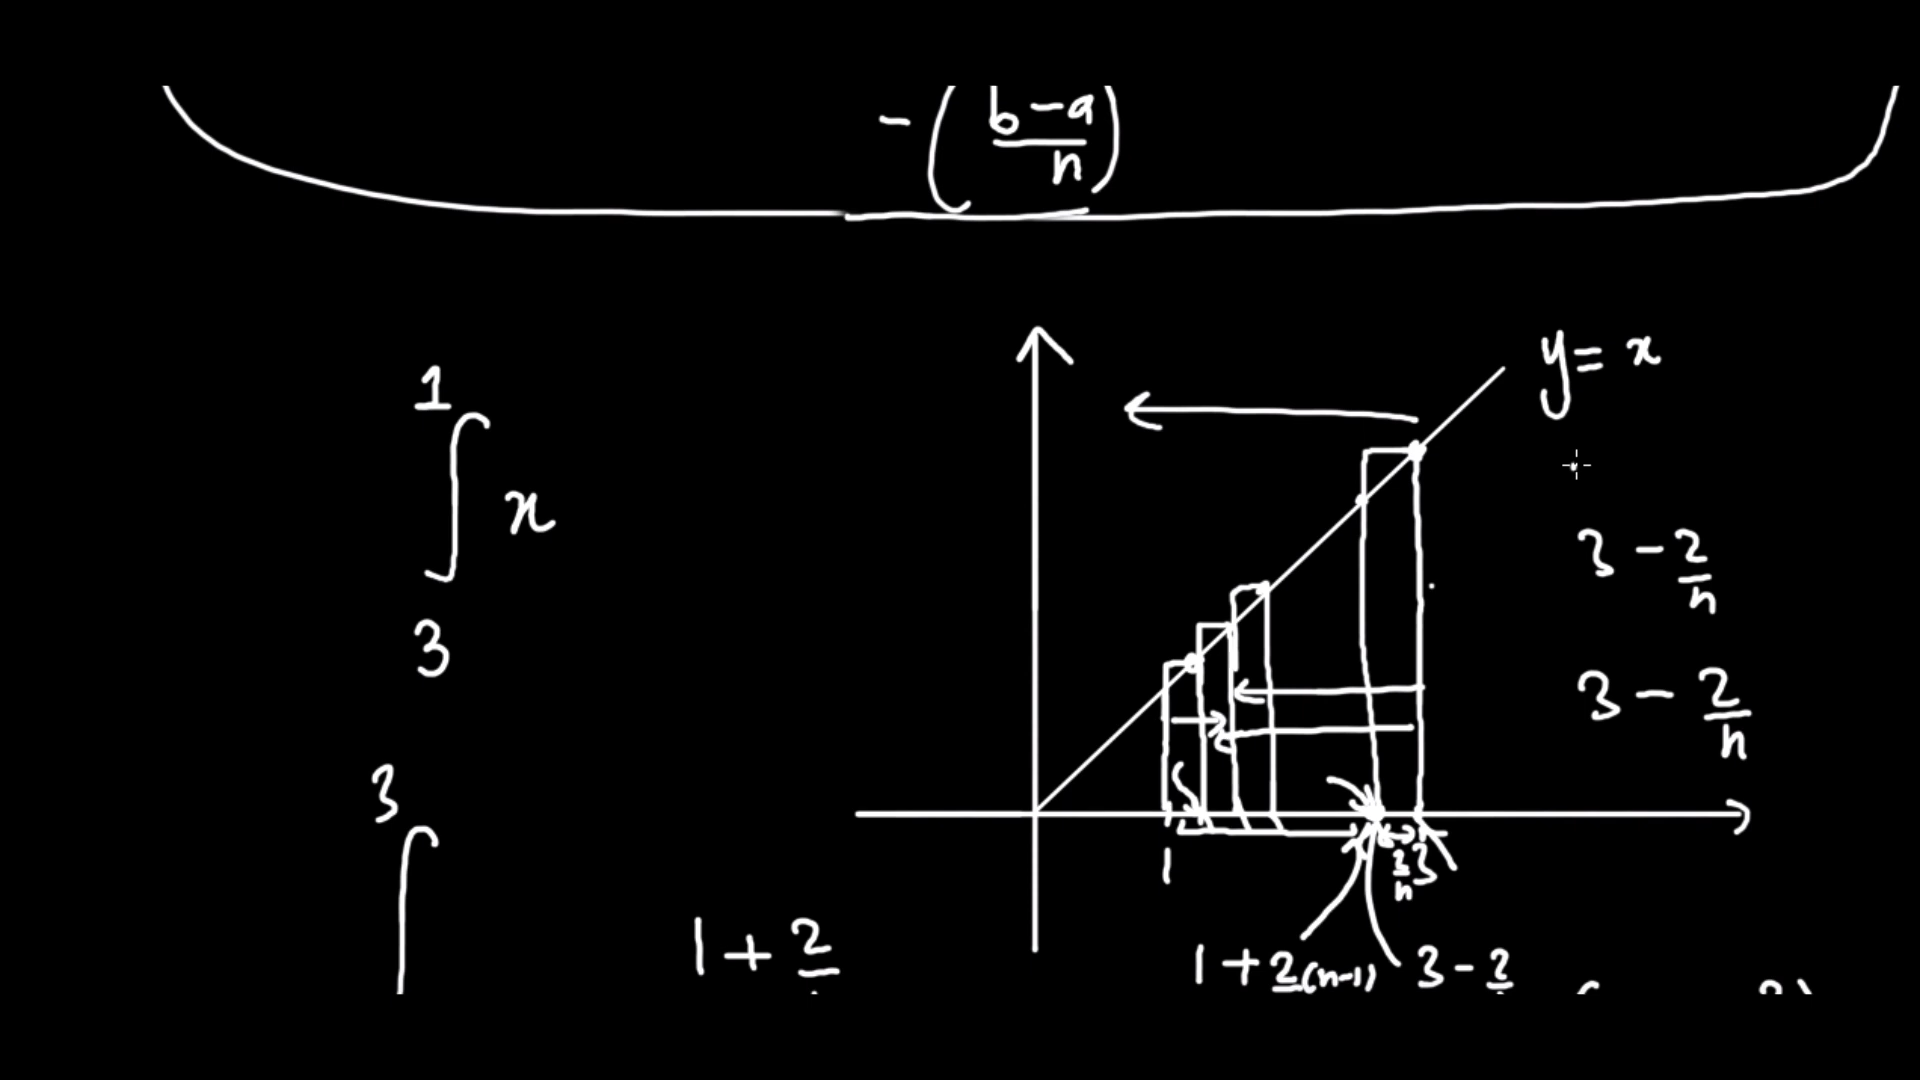 - (b-a/n)
y = x
1
∫ x
3
3 - 2/n
3 - 2/n
3
∫
1
2/n
3
1 + 2
1 + 2(n-1)
3 - 2